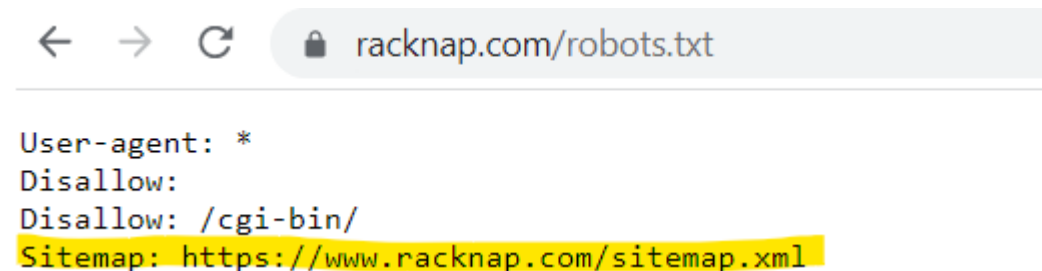 racknap.com/robots.txt
User-agent: *
Disallow:
Disallow: /cgi-bin/
Sitemap: https://www.racknap.com/sitemap.xml